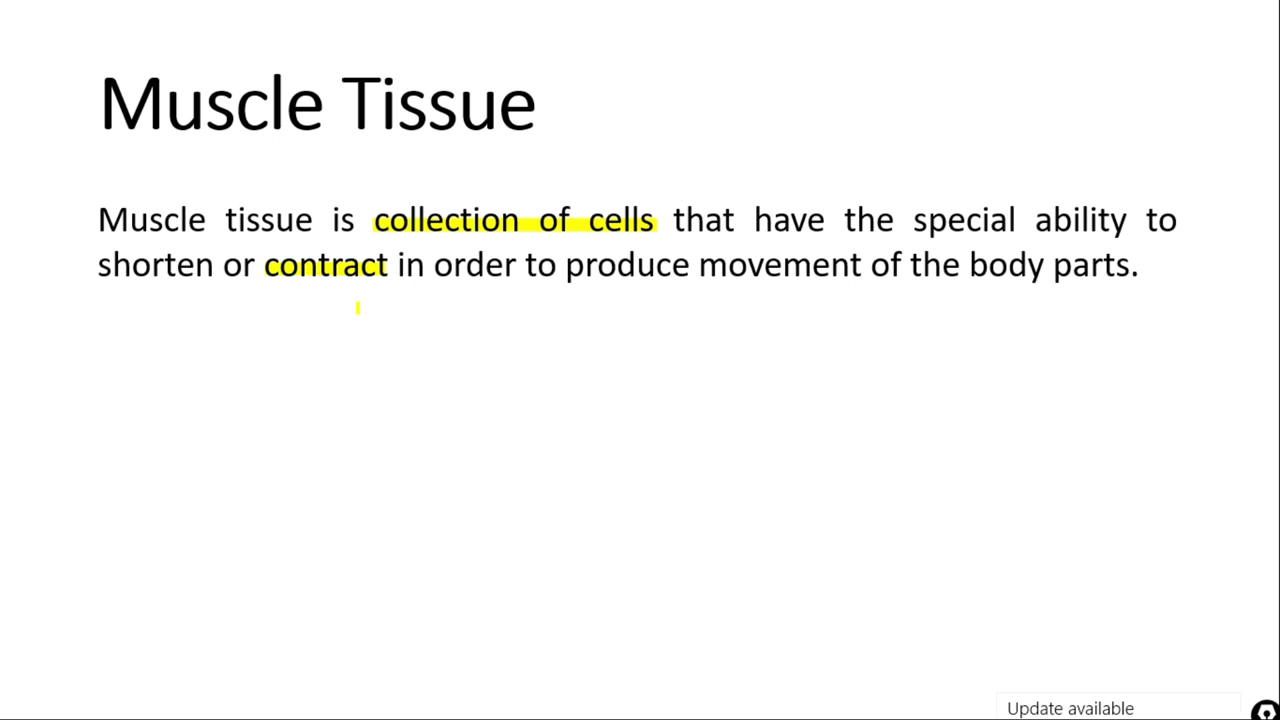 Muscle Tissue
Muscle tissue is collection of cells that have the special ability to
shorten or contract in order to produce movement of the body parts.
Update available